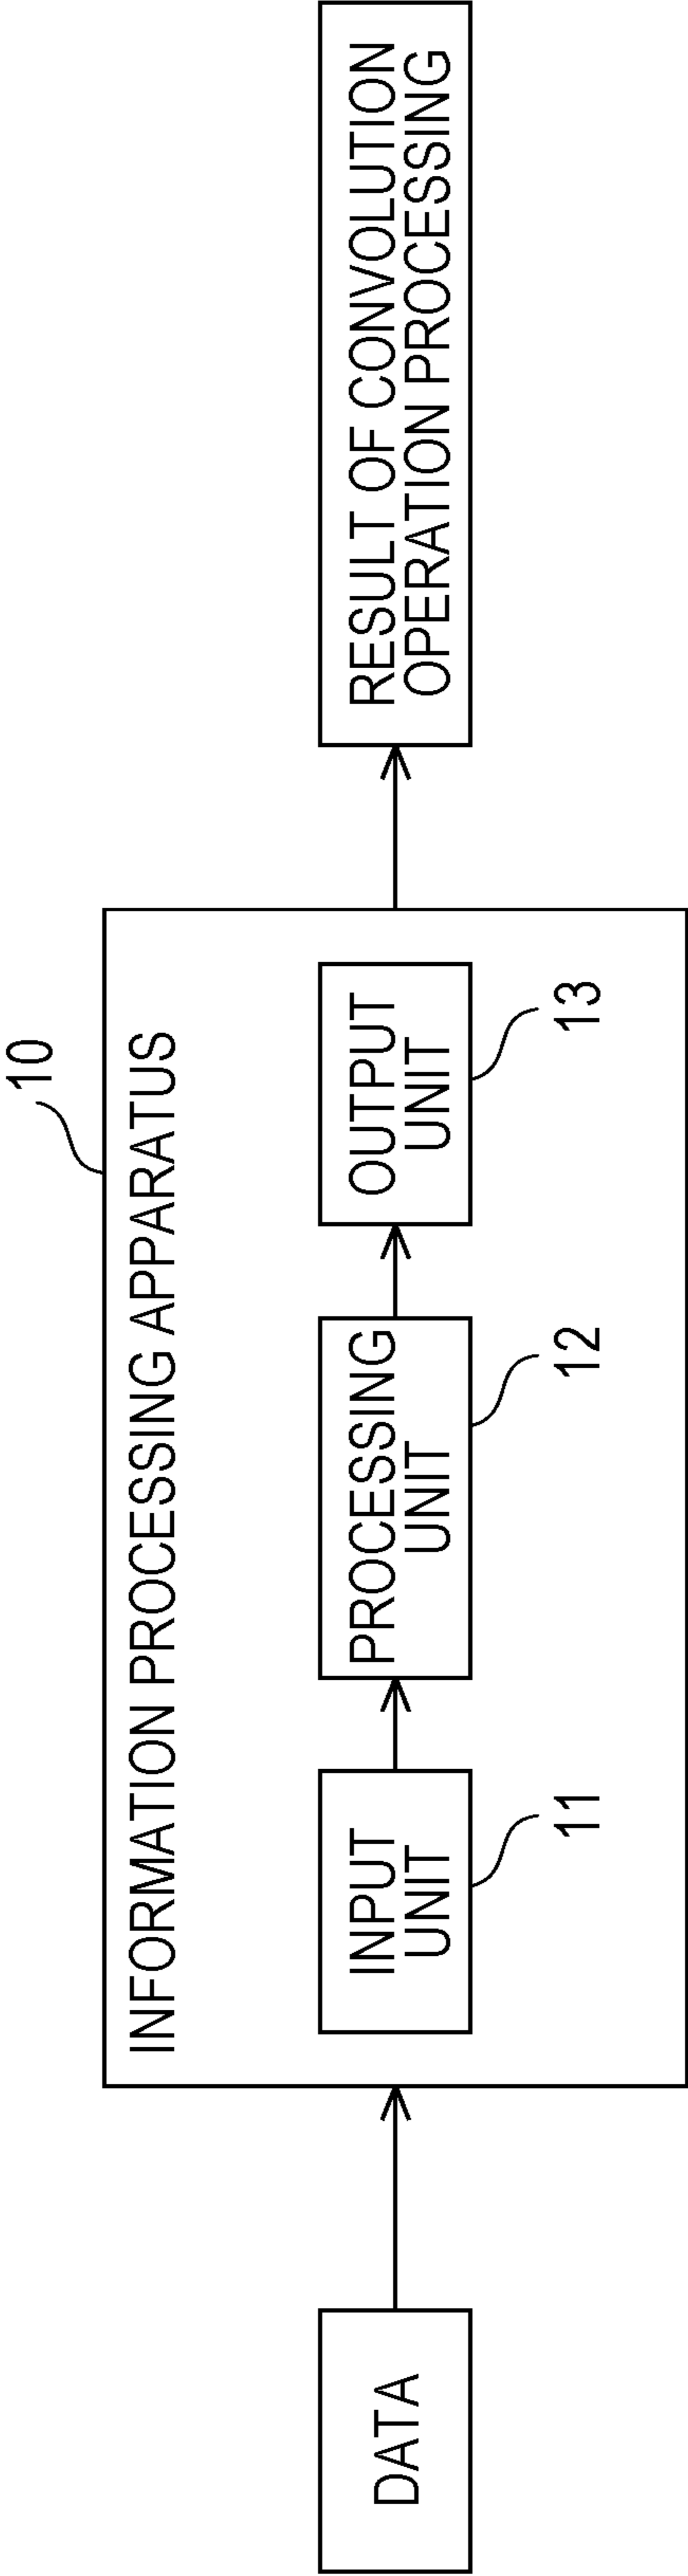 10
INFORMATION PROCESSING APPARATUS
DATA
INPUT
UNIT
11
PROCESSING
UNIT
12
OUTPUT
UNIT
13
RESULT OF CONVOLUTION
OPERATION PROCESSING